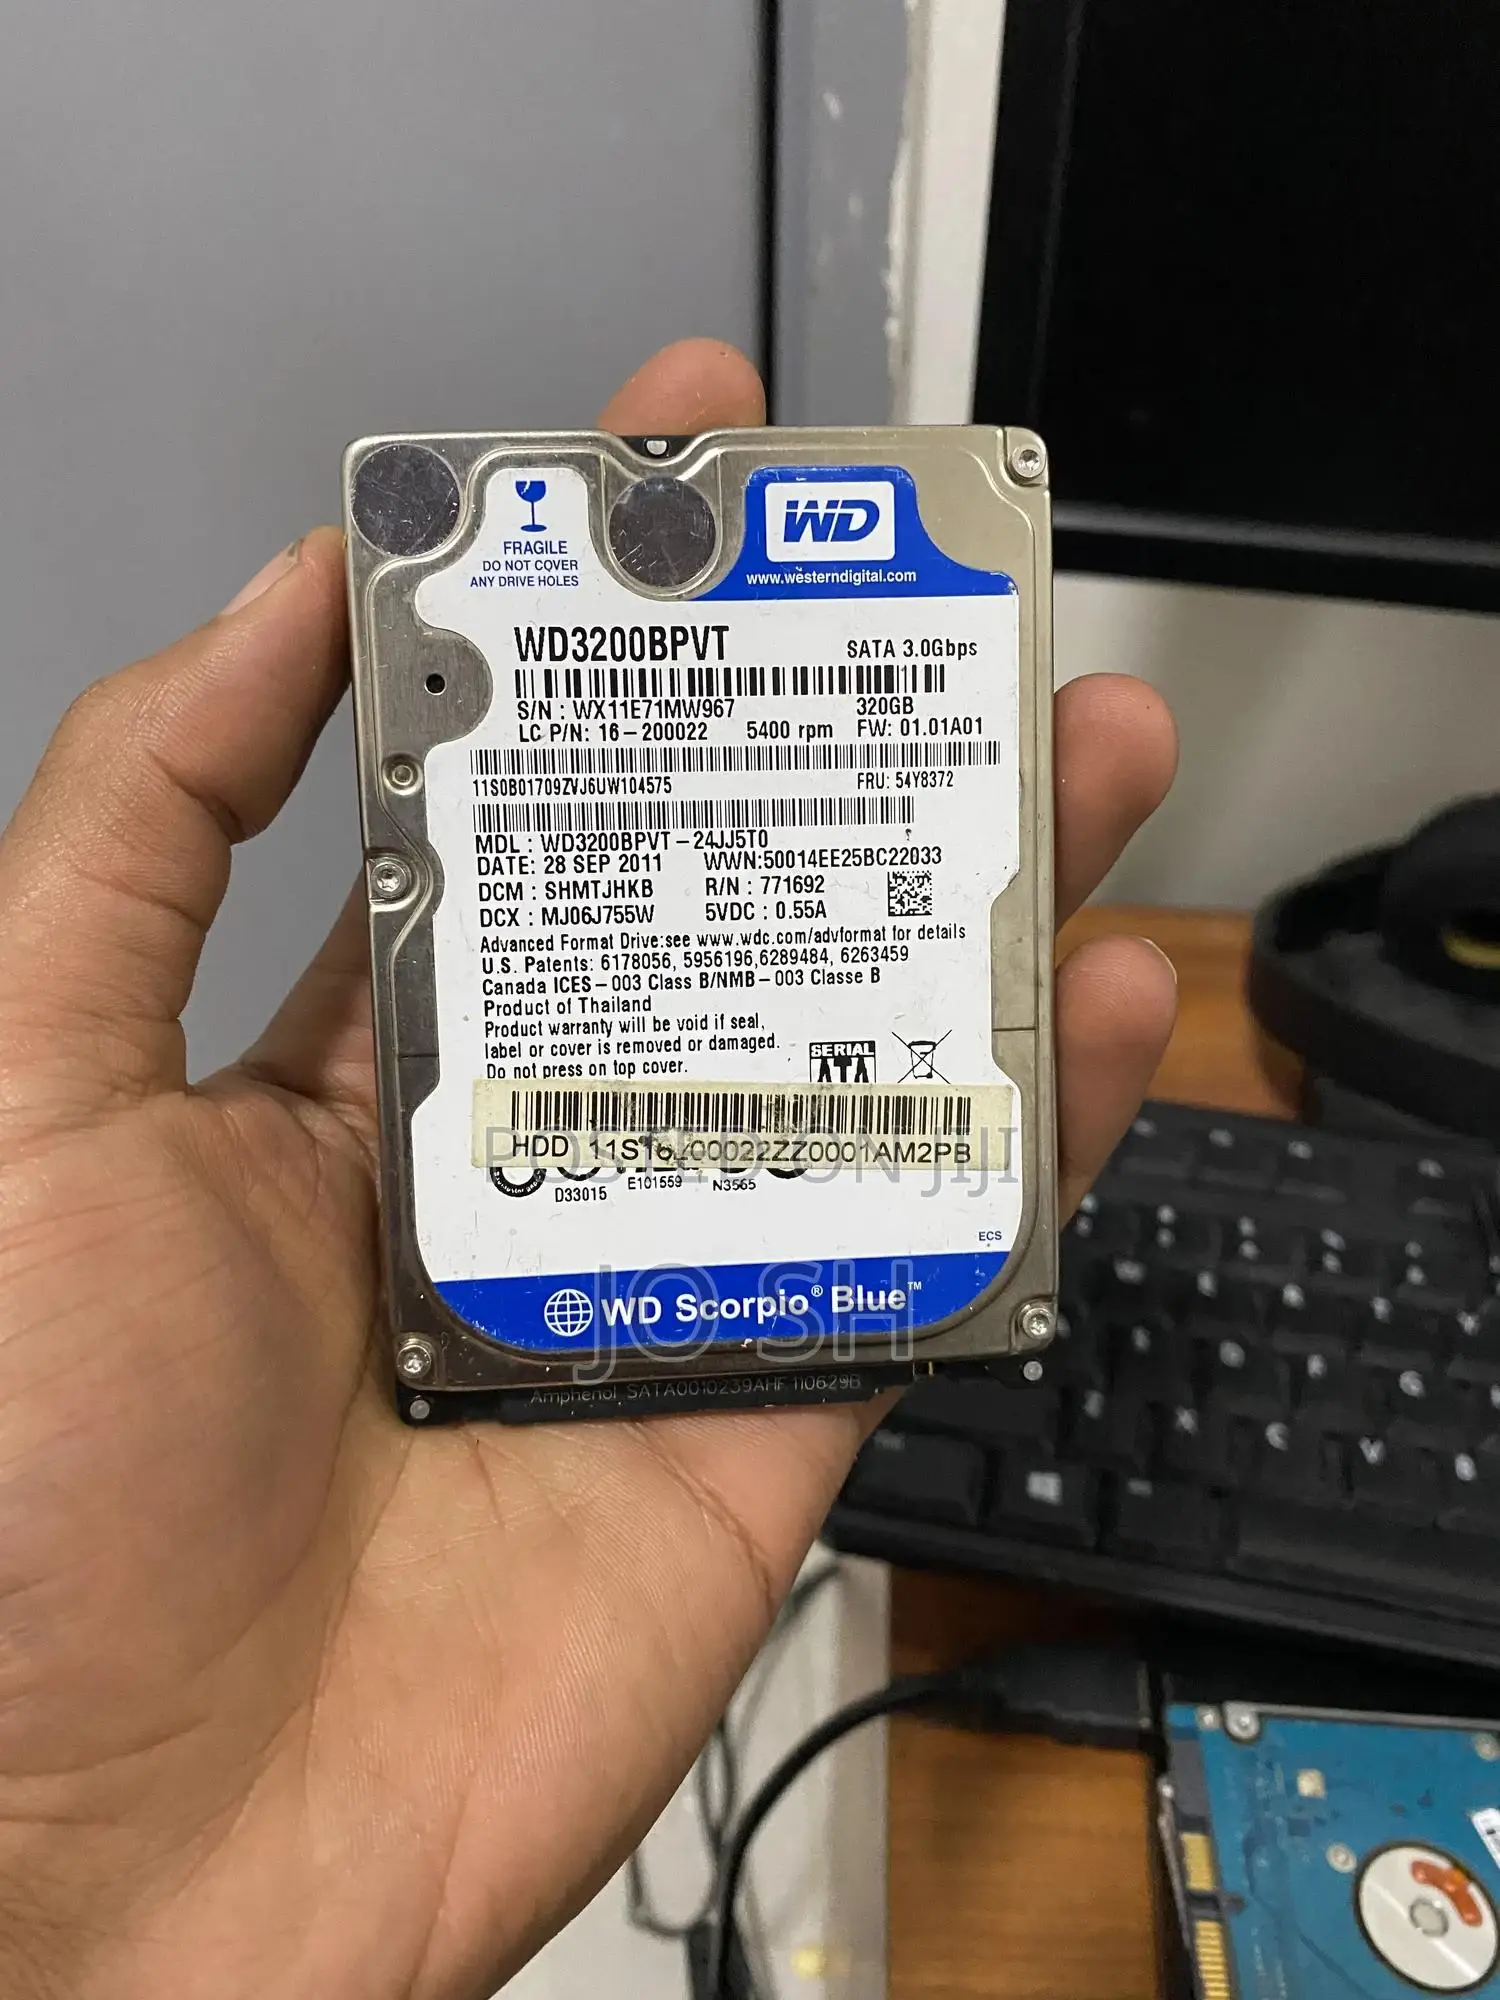 FRAGILE
DO NOT COVER
ANY DRIVE HOLES
WD
www.westerndigital.com
WD3200BPVT SATA 3.0Gbps
S/N : WX11E71MW967 320GB
LC P/N: 16-200022 5400 rpm FW: 01.01A01
11S0B01709ZVJ6UW104575 FRU: 54Y8372
MDL : WD3200BPVT-24JJ5T0
DATE: 28 SEP 2011 WWN:50014EE25BC22033
DCM : SHMTJHKB R/N : 771692
DCX : MJ06J755W 5VDC : 0.55A
Advanced Format Drive:see www.wdc.com/advformat for details
U.S. Patents: 6178056, 5956196,6289484, 6263459
Canada ICES-003 Class B/NMB-003 Classe B
Product of Thailand
Product warranty will be void if seal,
label or cover is removed or damaged.
Do not press on top cover.
SERIAL
ATA
POSTED ON JIJI
D33015 E101559 N3565
ECS
WD Scorpio® Blue™
JO SH
Amphenol SATA0010239AHF 110629B